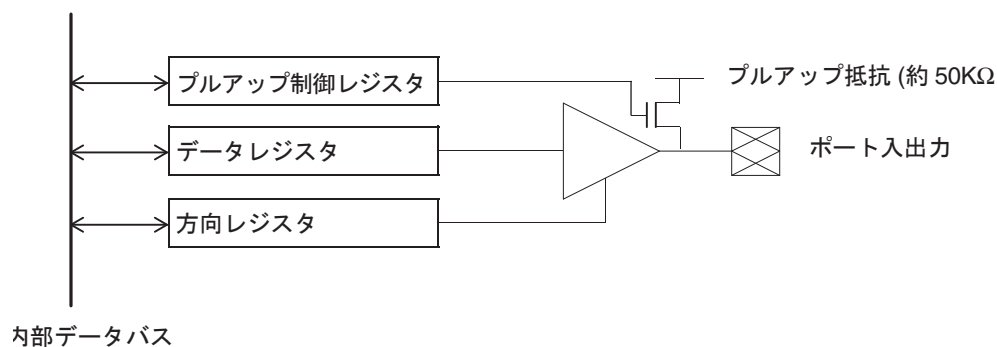 プルアップ制御レジスタ
プルアップ抵抗 (約 50KΩ
データレジスタ
ポート入出力
方向レジスタ
内部データバス